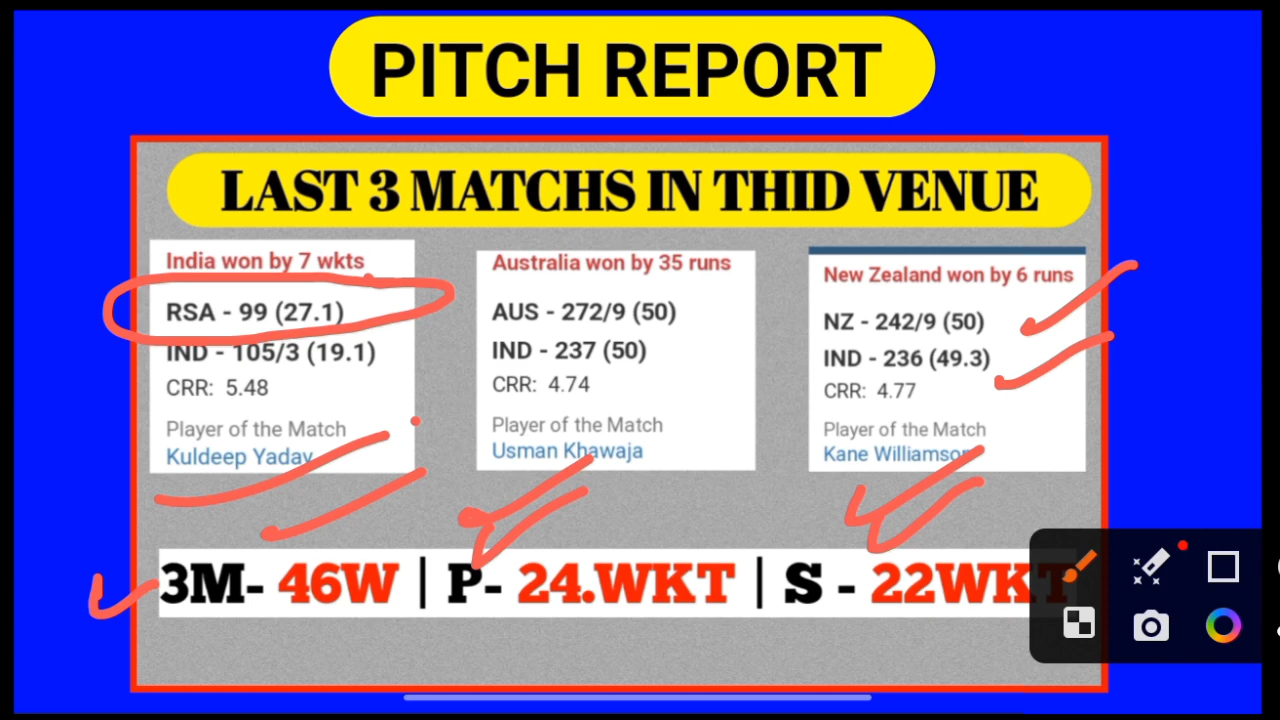 PITCH REPORT
LAST 3 MATCHS IN THID VENUE
India won by 7 wkts
RSA - 99 (27.1)
IND - 105/3 (19.1)
CRR: 5.48
Player of the Match
Kuldeep Yadav
Australia won by 35 runs
AUS - 272/9 (50)
IND - 237 (50)
CRR: 4.74
Player of the Match
Usman Khawaja
New Zealand won by 6 runs
NZ - 242/9 (50)
IND - 236 (49.3)
CRR: 4.77
Player of the Match
Kane Williamson
3M- 46W | P- 24.WKT | S - 22WKT